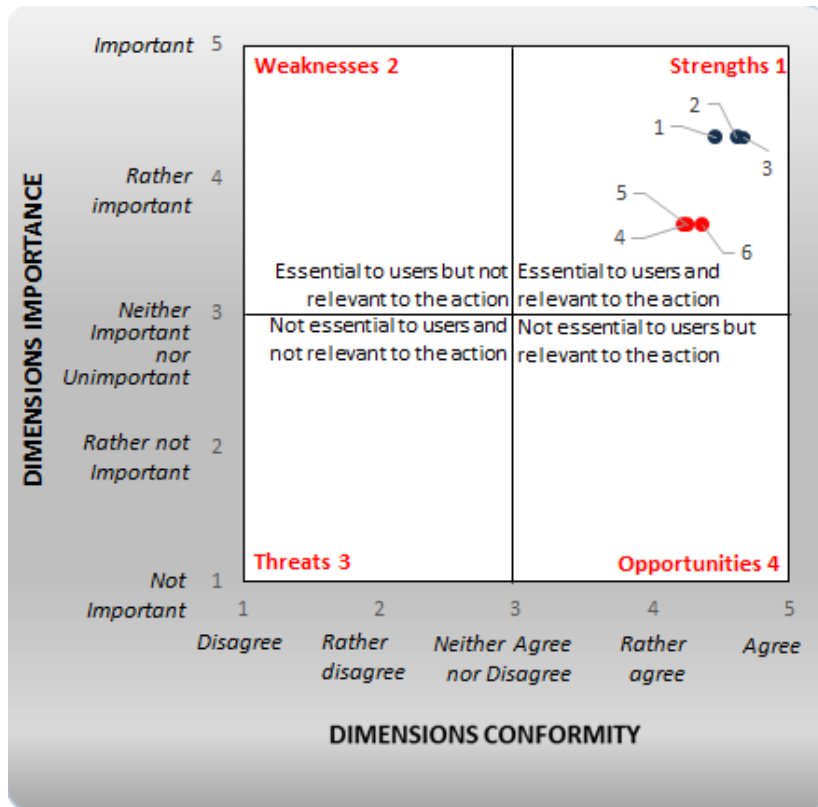 Important 5
Weaknesses 2
Strengths 1
2
1
3
Rather
important
4
5
4
6
DIMENSIONS IMPORTANCE
Essential to users but not
relevant to the action
Essential to users and
relevant to the action
Neither
Important
nor
Unimportant
3
Not essential to users and
not relevant to the action
Not essential to users but
relevant to the action
Rather not
Important
2
Threats 3
Opportunities 4
Not
Important
1
1 2 3 4 5
Disagree
Rather
disagree
Neither Agree
nor Disagree
Rather
agree
Agree
DIMENSIONS CONFORMITY